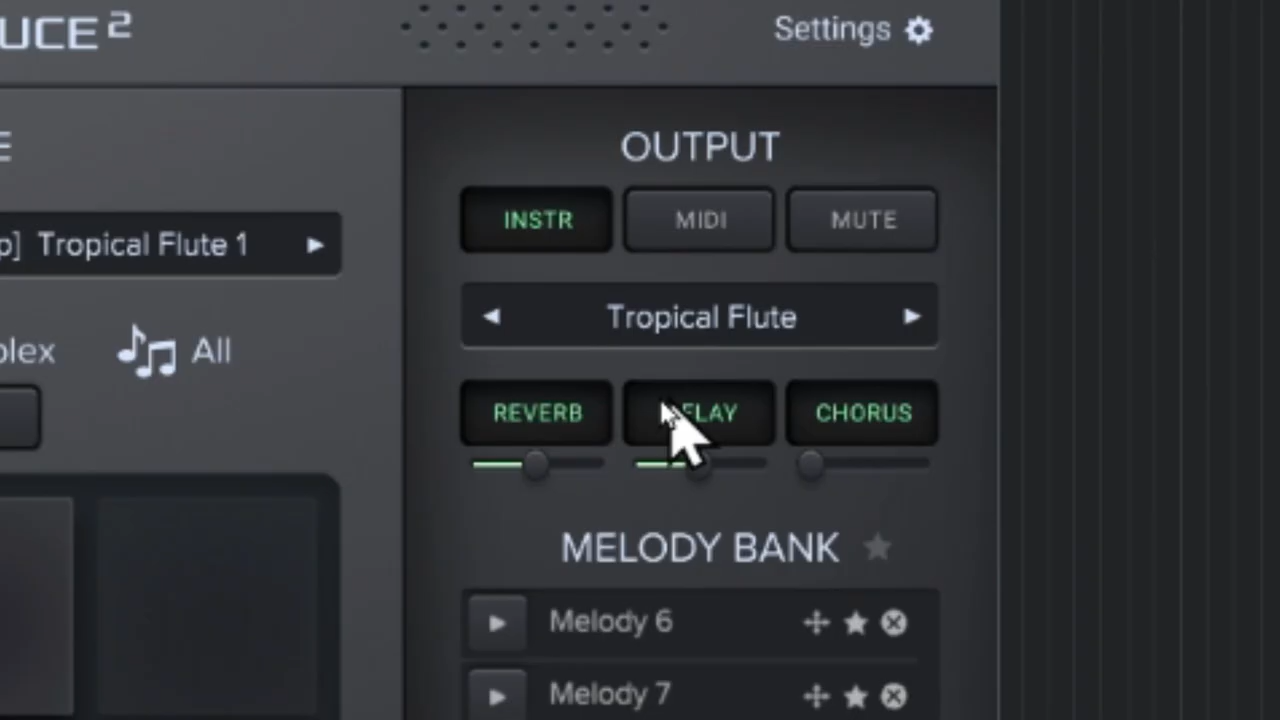 UCE²
Settings
E
OUTPUT
INSTR MIDI MUTE
p] Tropical Flute 1
Tropical Flute
plex All
REVERB DELAY CHORUS
MELODY BANK
Melody 6
Melody 7